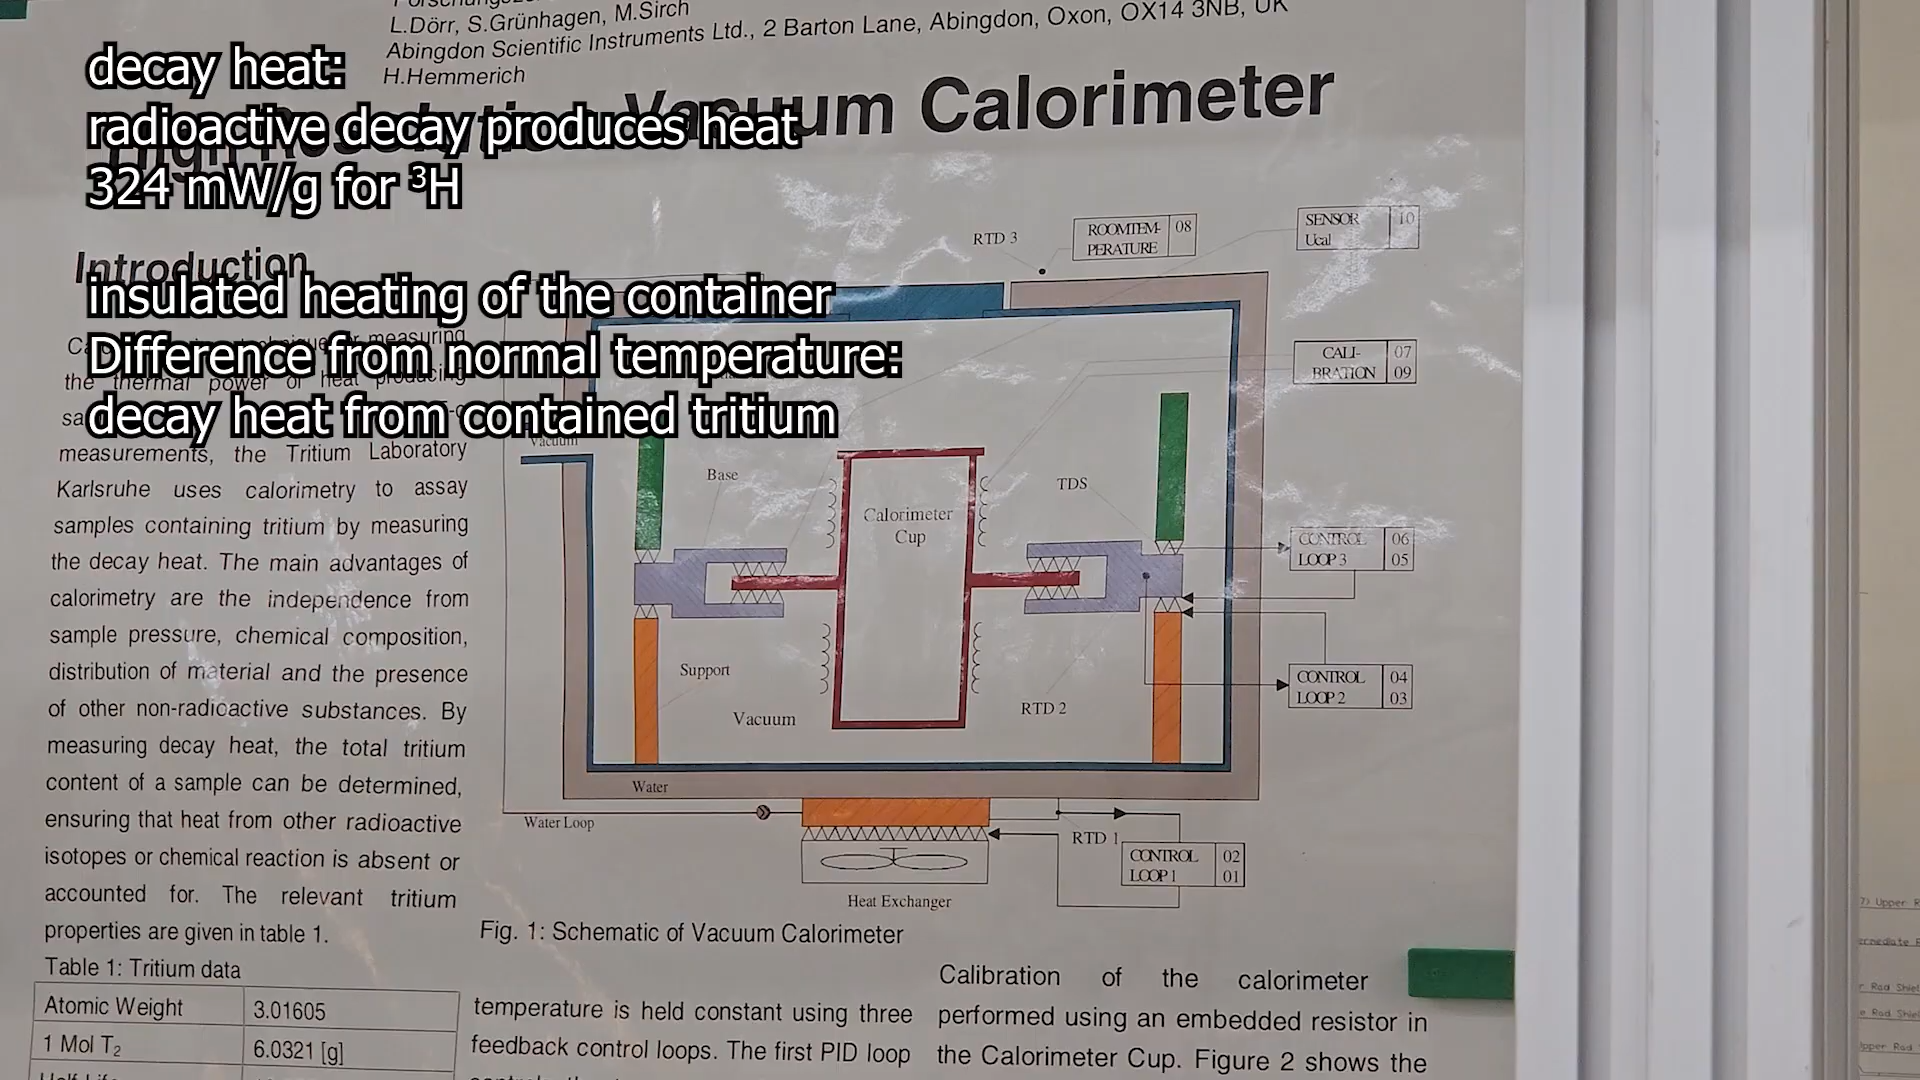 L.Dörr, S.Grünhagen, M.Sirch
Abingdon Scientific Instruments Ltd., 2 Barton Lane, Abingdon, Oxon, OX14 3NB, UK
H.Hemmerich
Vacuum Calorimeter
decay heat:
radioactive decay produces heat
324 mW/g for ³H
insulated heating of the container
Difference from normal temperature:
decay heat from contained tritium
Introduction
measuring
the thermal power of heat producing
measurements, the Tritium Laboratory
Karlsruhe uses calorimetry to assay
samples containing tritium by measuring
the decay heat. The main advantages of
calorimetry are the independence from
sample pressure, chemical composition,
distribution of material and the presence
of other non-radioactive substances. By
measuring decay heat, the total tritium
content of a sample can be determined,
ensuring that heat from other radioactive
isotopes or chemical reaction is absent or
accounted for. The relevant tritium
properties are given in table 1.
Table 1: Tritium data
Atomic Weight 3.01605
1 Mol T₂ 6.0321 [g]
RTD 3
ROOMTEM-
PERATURE
08
SENSOR
Ucal
10
CALI-
BRATION
07
09
Vacuum
Base
TDS
Calorimeter
Cup
CONTROL
LOOP 3
06
05
Support
Vacuum
RTD 2
CONTROL
LOOP 2
04
03
Water
Water Loop
RTD 1
CONTROL
LOOP 1
02
01
Heat Exchanger
Fig. 1: Schematic of Vacuum Calorimeter
temperature is held constant using three
feedback control loops. The first PID loop
Calibration of the calorimeter
performed using an embedded resistor in
the Calorimeter Cup. Figure 2 shows the